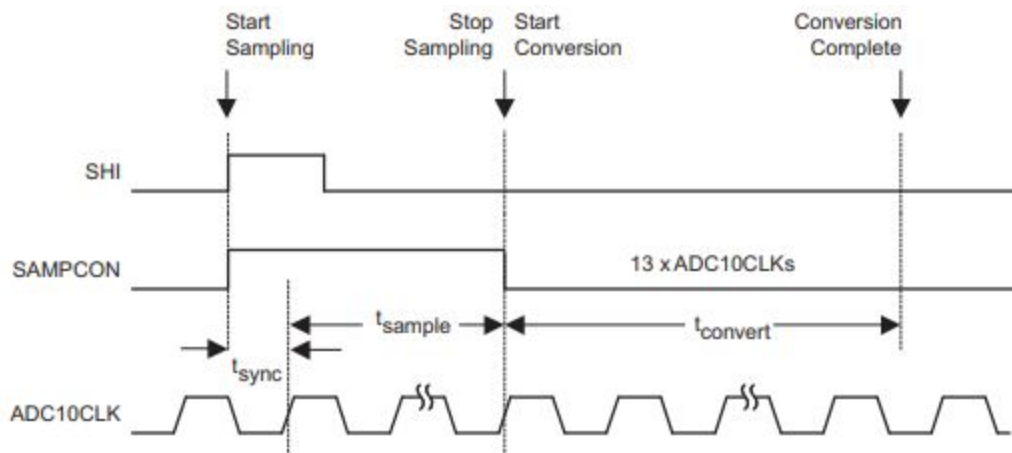 Start
Sampling
Stop
Sampling
Start
Conversion
Conversion
Complete
SHI
SAMPCON
13 x ADC10CLKs
tsample
tconvert
tsync
ADC10CLK